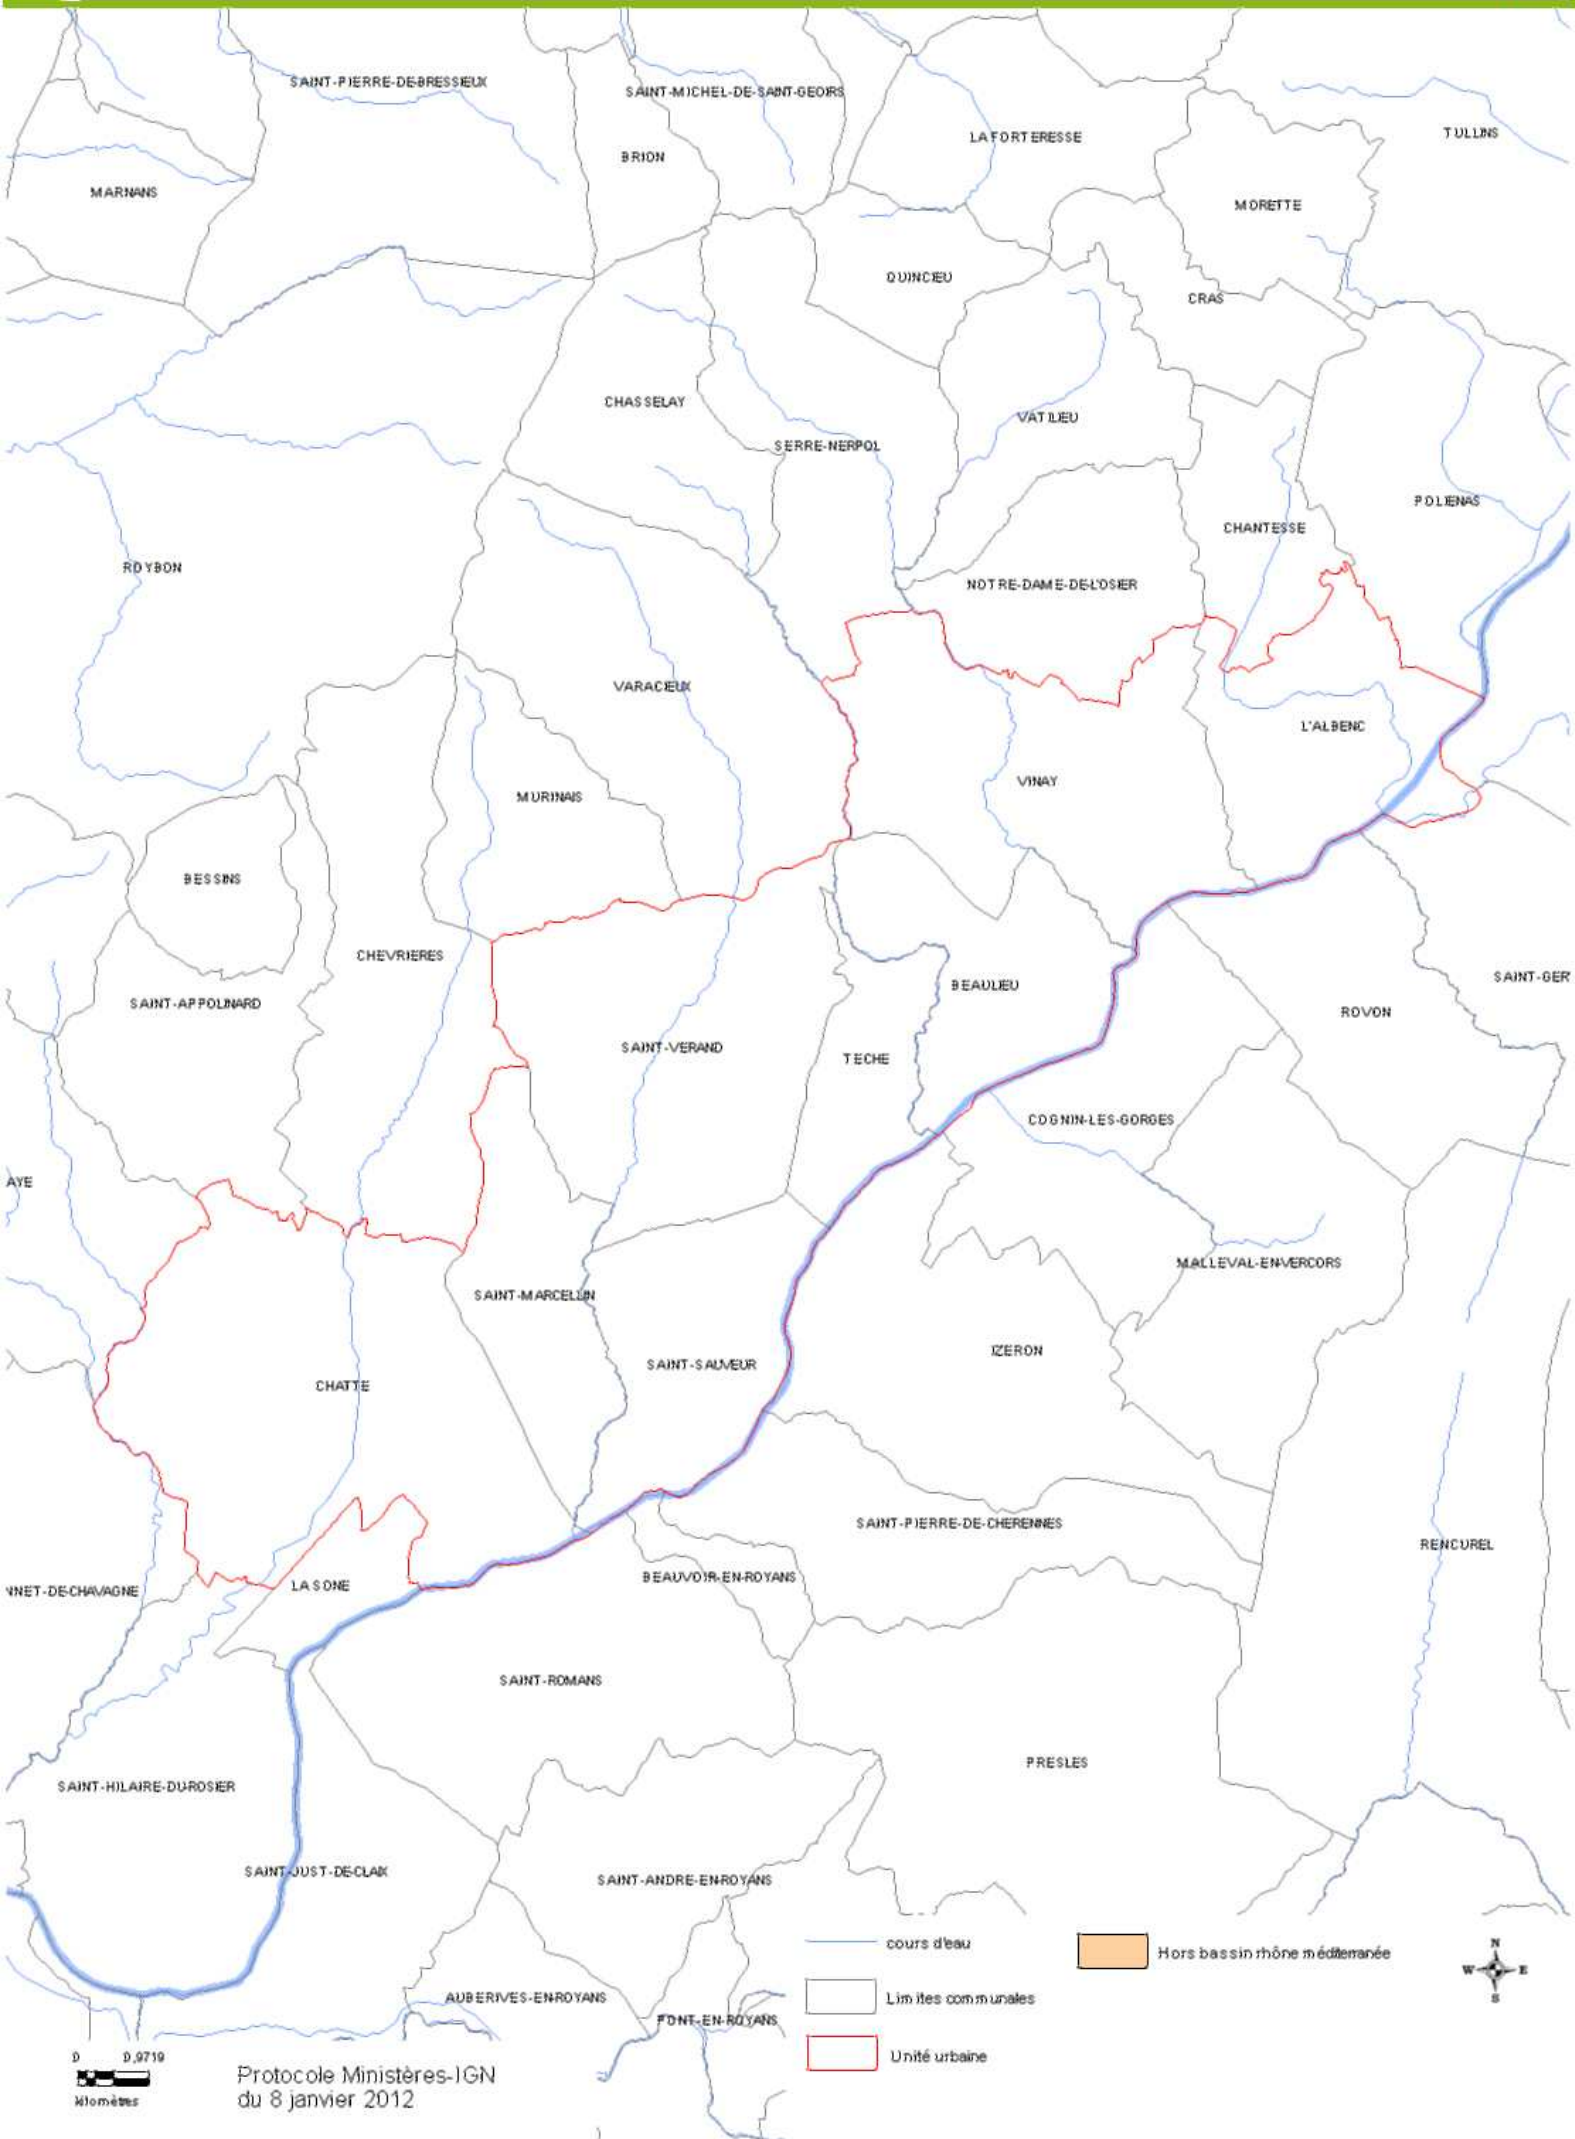 SAINT-PIERRE-DE-BRESSIEUX
SAINT-MICHEL-DE-SAINT-GEOIRS
LA FORTERESSE
TULLINS
BRION
MARNANS
MORETTE
QUINCIEU
CRAS
CHASSELAY
VATILIEU
SERRE-NERPOL
POLIENAS
CHANTESSE
ROYBON
NOTRE-DAME-DE-L'OSIER
VARACIEUX
L'ALBENC
VINAY
MURINAIS
BESSINS
CHEVRIERES
SAINT-GER
BEAULIEU
SAINT-APPOLINARD
ROVON
SAINT-VERAND
TECHE
COGNIN-LES-GORGES
AYE
MALLEVAL-EN-VERCORS
SAINT-MARCELLIN
IZERON
SAINT-SAUVEUR
CHATTE
SAINT-PIERRE-DE-CHERENNES
RENCUREL
BEAUVOIR-EN-ROYANS
LA SONE
NNET-DE-CHAVAGNE
SAINT-ROMANS
PRESLES
SAINT-HILAIRE-DU-ROSIER
SAINT-JUST-DE-CLAIX
SAINT-ANDRE-EN-ROYANS
cours d'eau
Hors bassin rhône méditerranée
N
W E
S
AUBERIVES-EN-ROYANS
Limites communales
PONT-EN-ROYANS
Unité urbaine
0 0,9719
kilomètres
Protocole Ministères-IGN
du 8 janvier 2012